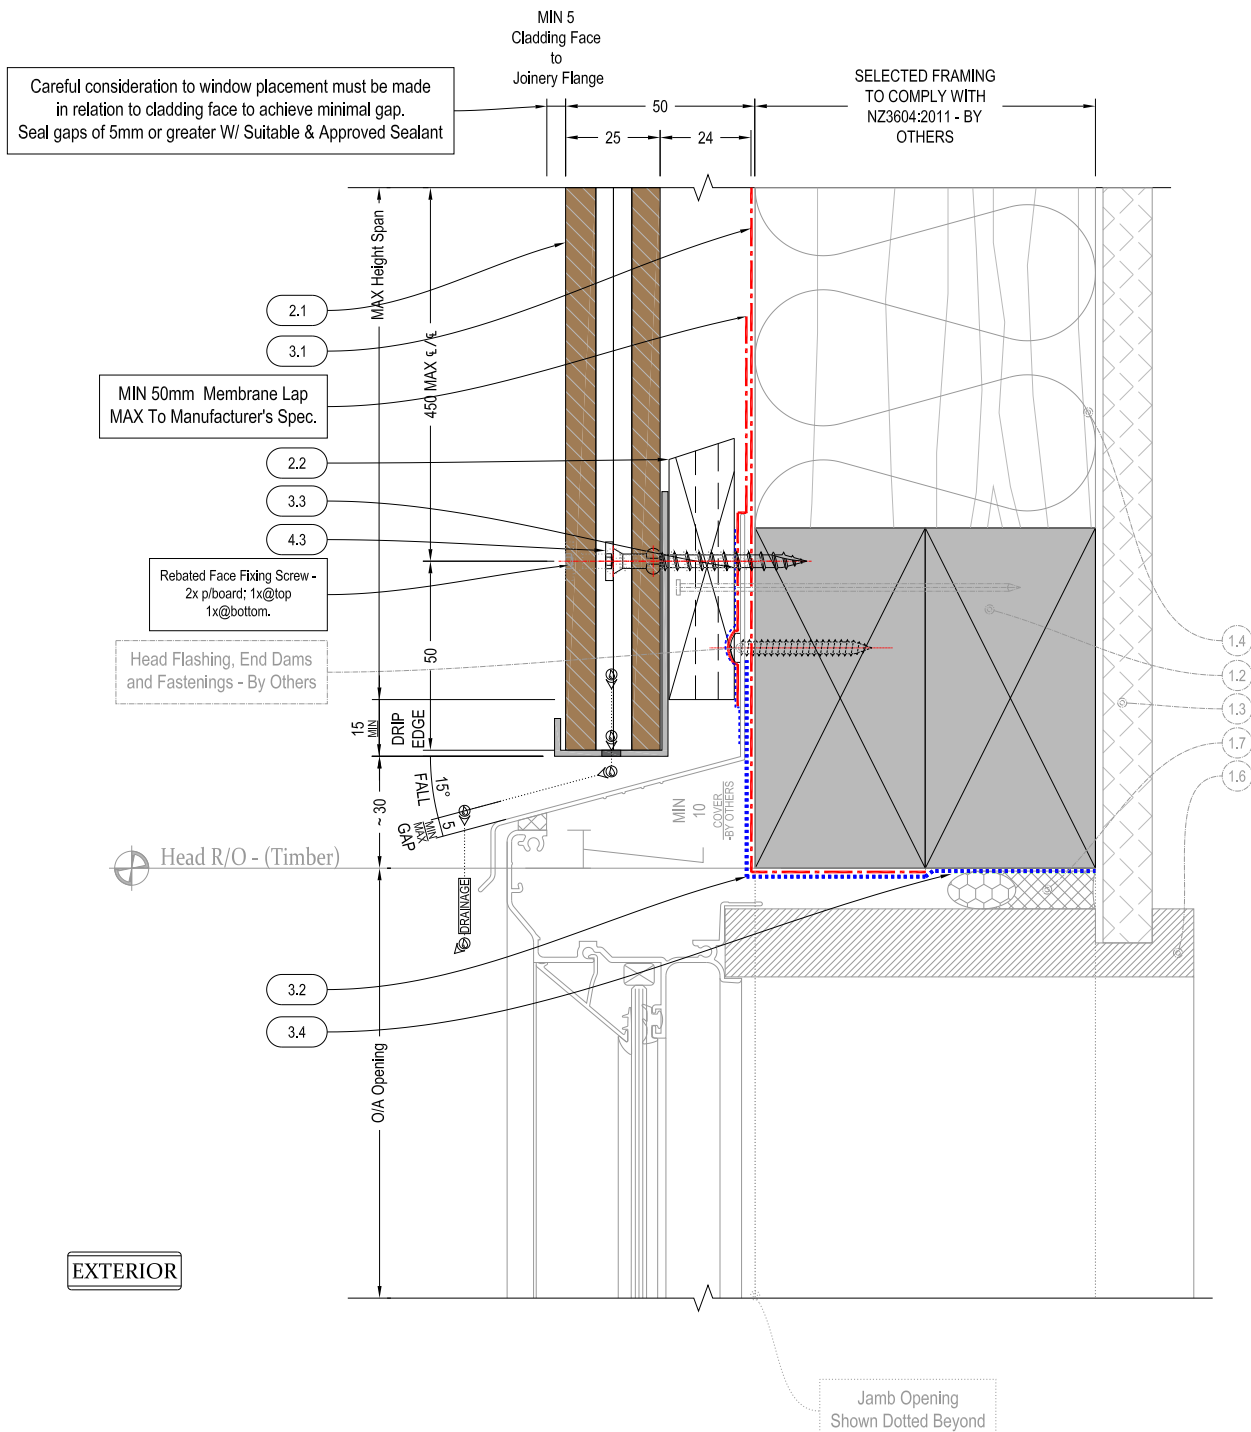 MIN 5
Cladding Face
to
Joinery Flange
Careful consideration to window placement must be made
in relation to cladding face to achieve minimal gap.
Seal gaps of 5mm or greater W/ Suitable & Approved Sealant
50
25
24
SELECTED FRAMING
TO COMPLY WITH
NZ3604:2011 - BY
OTHERS
MAX Height Span
450 MAX ℄/℄
2.1
3.1
MIN 50mm Membrane Lap
MAX To Manufacturer's Spec.
2.2
3.3
4.3
Rebated Face Fixing Screw -
2x p/board; 1x@top
1x@bottom.
Head Flashing, End Dams
and Fastenings - By Others
50
15
MIN
DRIP
EDGE
15°
FALL
~ 30
5
MIN
MAX
GAP
MIN
10
COVER
-BY OTHERS
Head R/O - (Timber)
DRAINAGE
1.4
1.2
1.3
1.7
1.6
3.2
3.4
O/A Opening
EXTERIOR
Jamb Opening
Shown Dotted Beyond